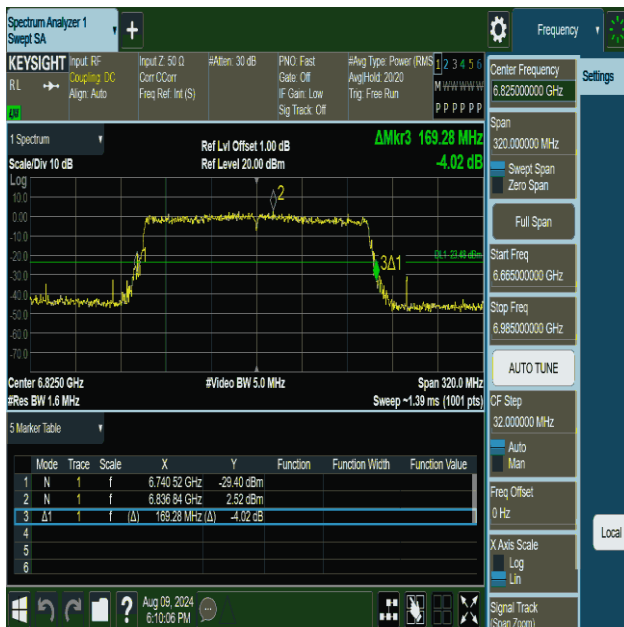 Spectrum Analyzer 1
Swept SA
+
Frequency
KEYSIGHT
RL
Input: RF
Coupling: DC
Align: Auto
Input Z: 50 Ω
Corr CCorr
Freq Ref: Int (S)
#Atten: 30 dB
PNO: Fast
Gate: Off
IF Gain: Low
Sig Track: Off
#Avg Type: Power (RMS
Avg|Hold: 20/20
Trig: Free Run
1 2 3 4 5 6
M W W W W W
P P P P P P
1 Spectrum
Scale/Div 10 dB
Ref Lvl Offset 1.00 dB
Ref Level 20.00 dBm
ΔMkr3 169.28 MHz
-4.02 dB
Log
10.0
0.00
-10.0
-20.0
-30.0
-40.0
-50.0
-60.0
-70.0
2
1
3Δ1
Center 6.8250 GHz
#Res BW 1.6 MHz
#Video BW 5.0 MHz
Span 320.0 MHz
Sweep ~1.39 ms (1001 pts)
5 Marker Table
Mode Trace Scale X Y Function Function Width Function Value
1 N 1 f 6.740 52 GHz -29.40 dBm
2 N 1 f 6.836 84 GHz 2.52 dBm
3 Δ1 1 f (Δ) 169.28 MHz (Δ) -4.02 dB
4
5
6
Aug 09, 2024
6:10:06 PM
Center Frequency
6.825000000 GHz
Span
320.000000 MHz
Swept Span
Zero Span
Full Span
Start Freq
6.665000000 GHz
Stop Freq
6.985000000 GHz
AUTO TUNE
CF Step
32.000000 MHz
Auto
Man
Freq Offset
0 Hz
X Axis Scale
Log
Lin
Signal Track
(Span Zoom)
Settings
Local